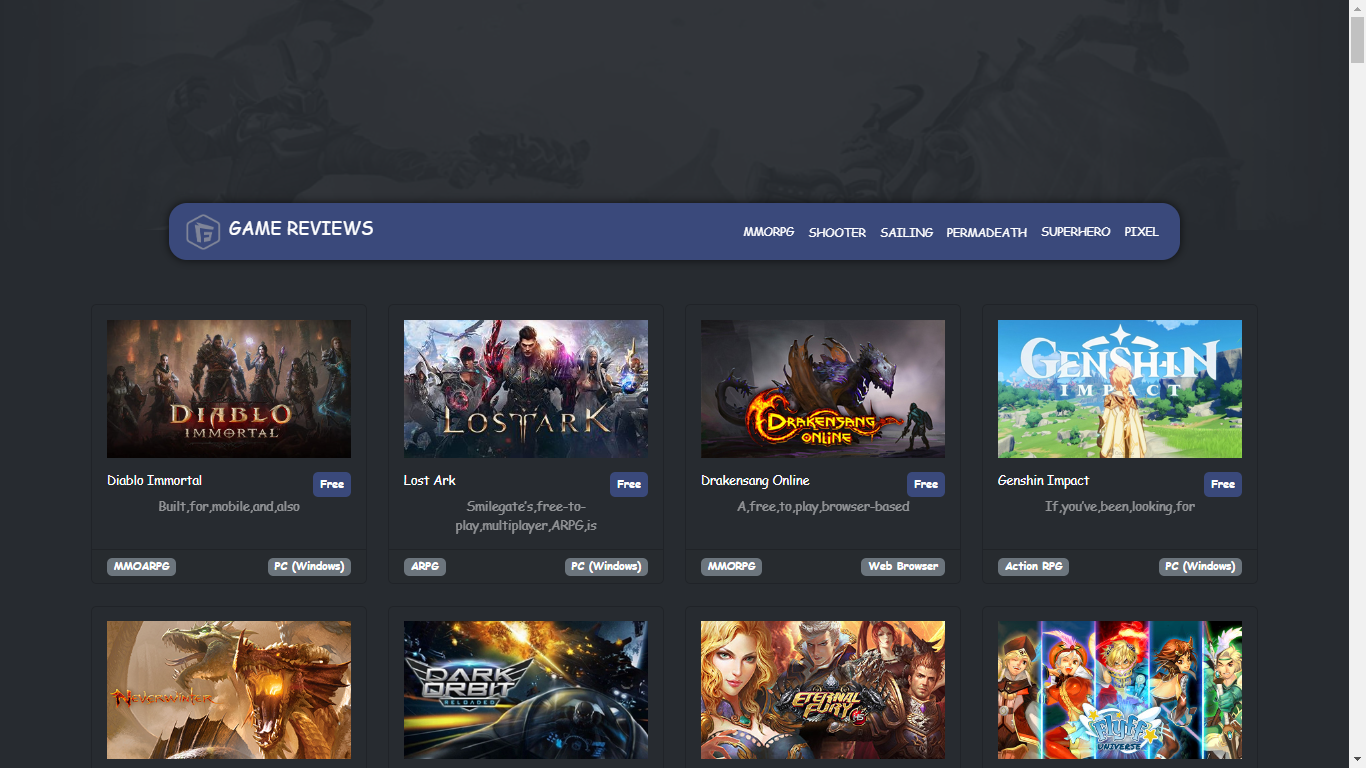 GAME REVIEWS
MMORPG SHOOTER SAILING PERMADEATH SUPERHERO PIXEL
DIABLO
IMMORTAL
LOST ARK
DRAKENSANG
ONLINE
GENSHIN
IMPACT
Diablo Immortal Free
Built,for,mobile,and,also
MMOARPG PC (Windows)
Lost Ark Free
Smilegate's,free-to-
play,multiplayer,ARPG,is
ARPG PC (Windows)
Drakensang Online Free
A,free,to,play,browser-based
MMORPG Web Browser
Genshin Impact Free
If,you've,been,looking,for
Action RPG PC (Windows)
NEVERWINTER
DARK
ORBIT
RELOADED
ETERNAL
FURY
Flyff
UNIVERSE